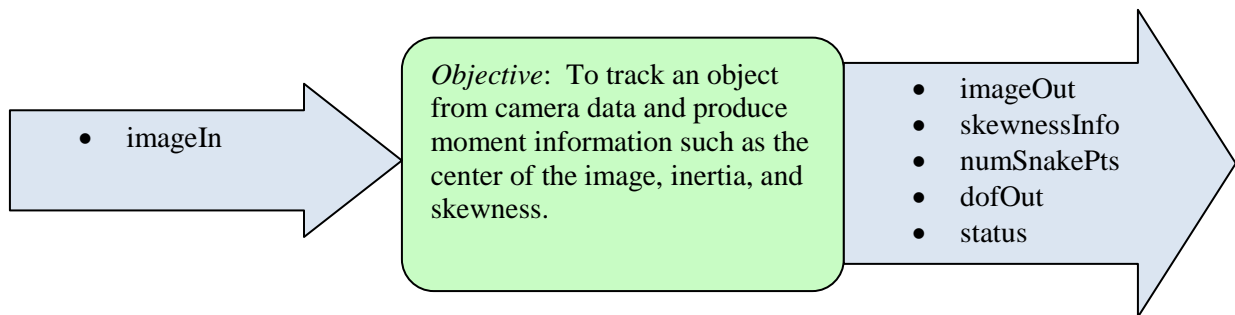 • imageIn
Objective: To track an object
from camera data and produce
moment information such as the
center of the image, inertia, and
skewness.
• imageOut
• skewnessInfo
• numSnakePts
• dofOut
• status